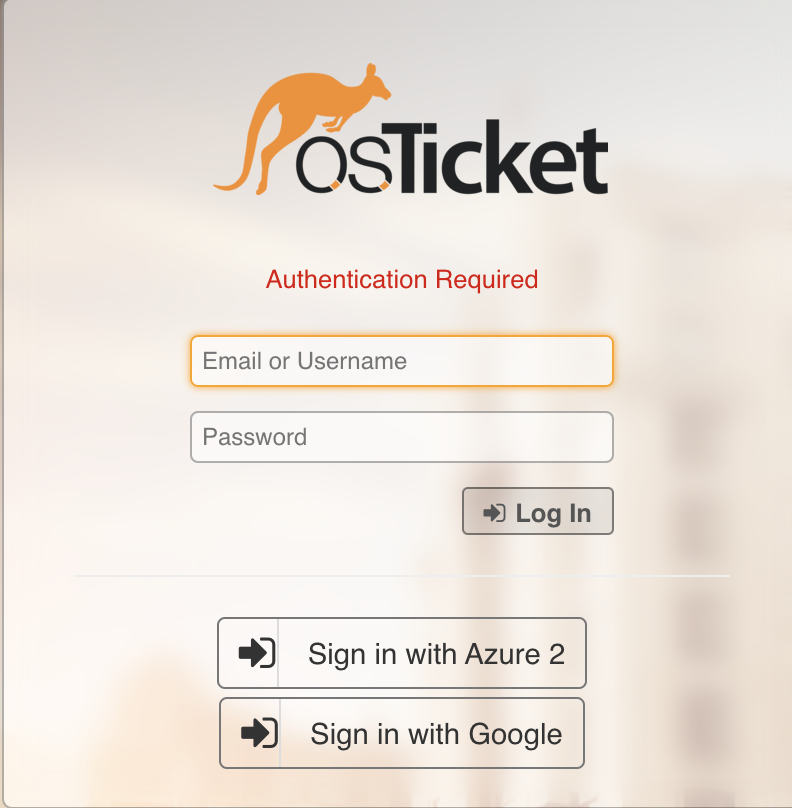 osTicket
Authentication Required
Email or Username
Password
Log In
Sign in with Azure 2
Sign in with Google